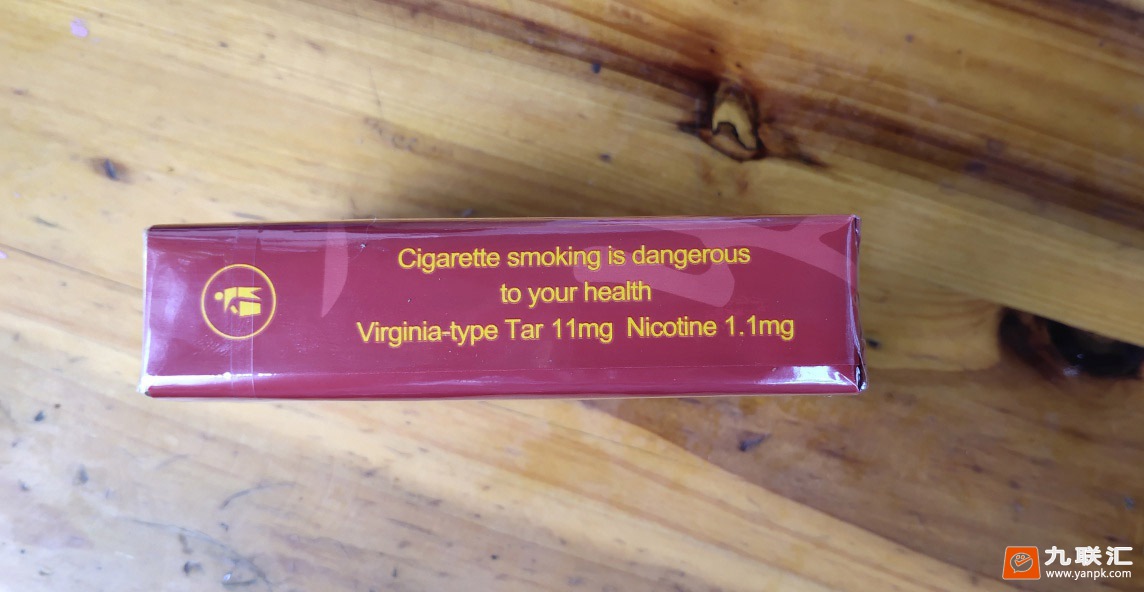 Cigarette smoking is dangerous
to your health
Virginia-type Tar 11mg Nicotine 1.1mg
九联汇
www.yanpk.com